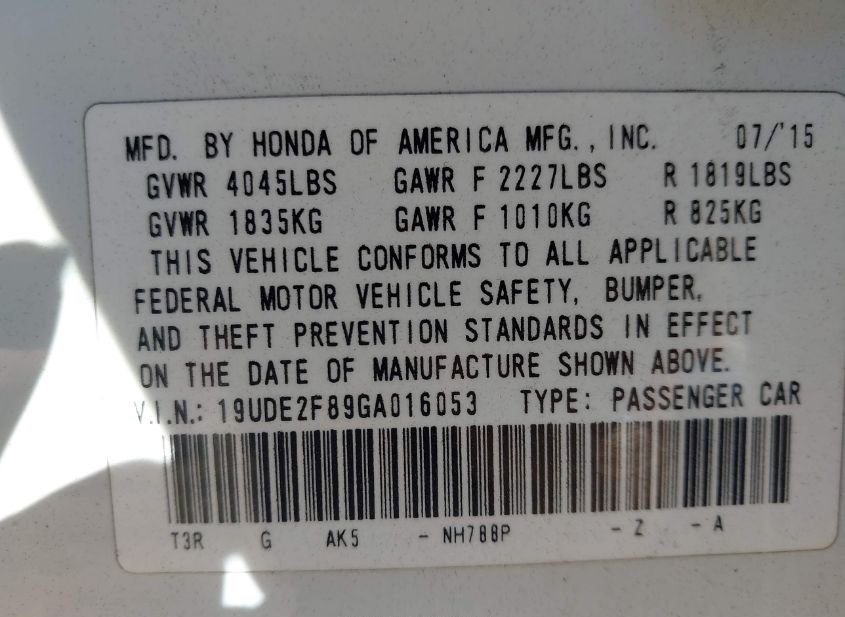 MFD. BY HONDA OF AMERICA MFG., INC. 07/'15
GVWR 4045LBS GAWR F 2227LBS R 1819LBS
GVWR 1835KG GAWR F 1010KG R 825KG
THIS VEHICLE CONFORMS TO ALL APPLICABLE
FEDERAL MOTOR VEHICLE SAFETY, BUMPER,
AND THEFT PREVENTION STANDARDS IN EFFECT
ON THE DATE OF MANUFACTURE SHOWN ABOVE.
V.I.N.: 19UDE2F89GA016053 TYPE: PASSENGER CAR
T3R G AK5 - NH788P - Z - A